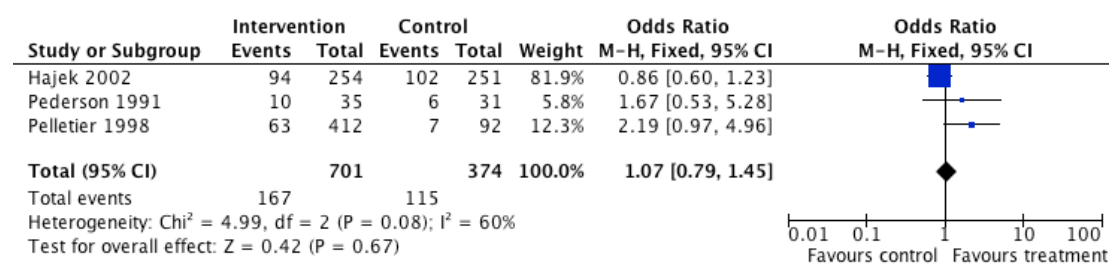 Intervention Control Odds Ratio Odds Ratio
Study or Subgroup Events Total Events Total Weight M-H, Fixed, 95% CI M-H, Fixed, 95% CI
Hajek 2002 94 254 102 251 81.9% 0.86 [0.60, 1.23]
Pederson 1991 10 35 6 31 5.8% 1.67 [0.53, 5.28]
Pelletier 1998 63 412 7 92 12.3% 2.19 [0.97, 4.96]
Total (95% CI) 701 374 100.0% 1.07 [0.79, 1.45]
Total events 167 115
Heterogeneity: Chi² = 4.99, df = 2 (P = 0.08); I² = 60%
Test for overall effect: Z = 0.42 (P = 0.67)
0.01 0.1 1 10 100
Favours control Favours treatment